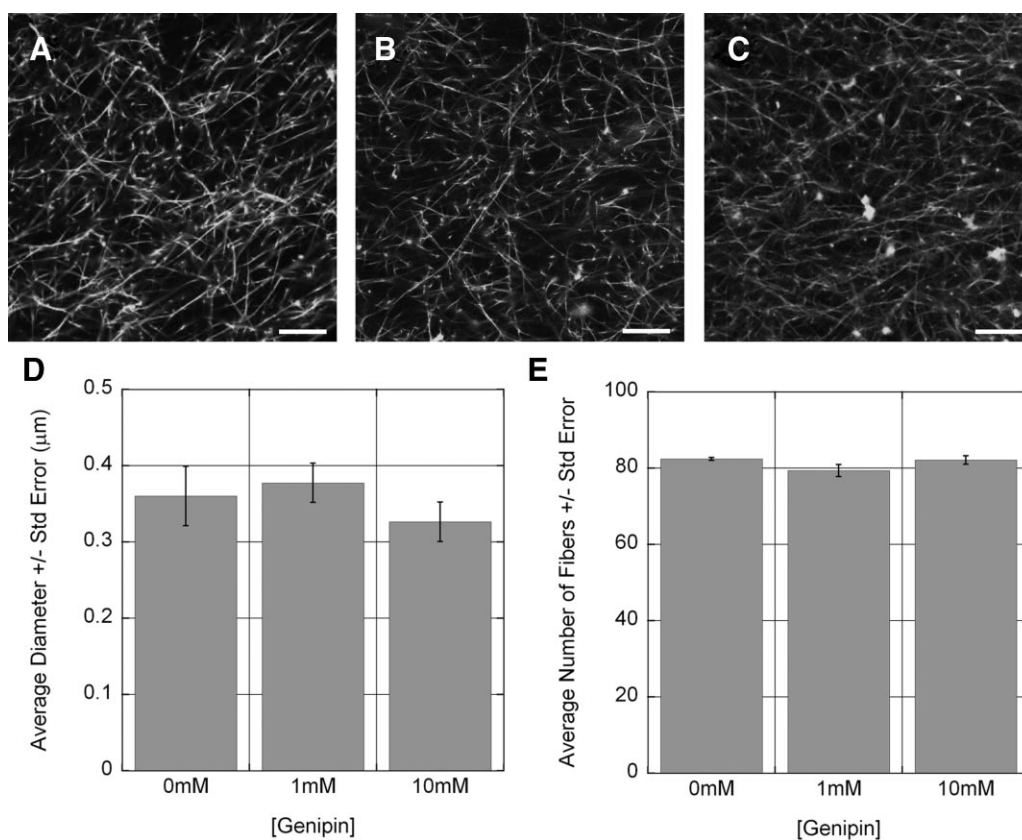 A
B
C
D
Average Diameter +/- Std Error (μm)
0.5
0.4
0.3
0.2
0.1
0
0mM
1mM
10mM
[Genipin]
E
Average Number of Fibers +/- Std Error
100
80
60
40
20
0
0mM
1mM
10mM
[Genipin]